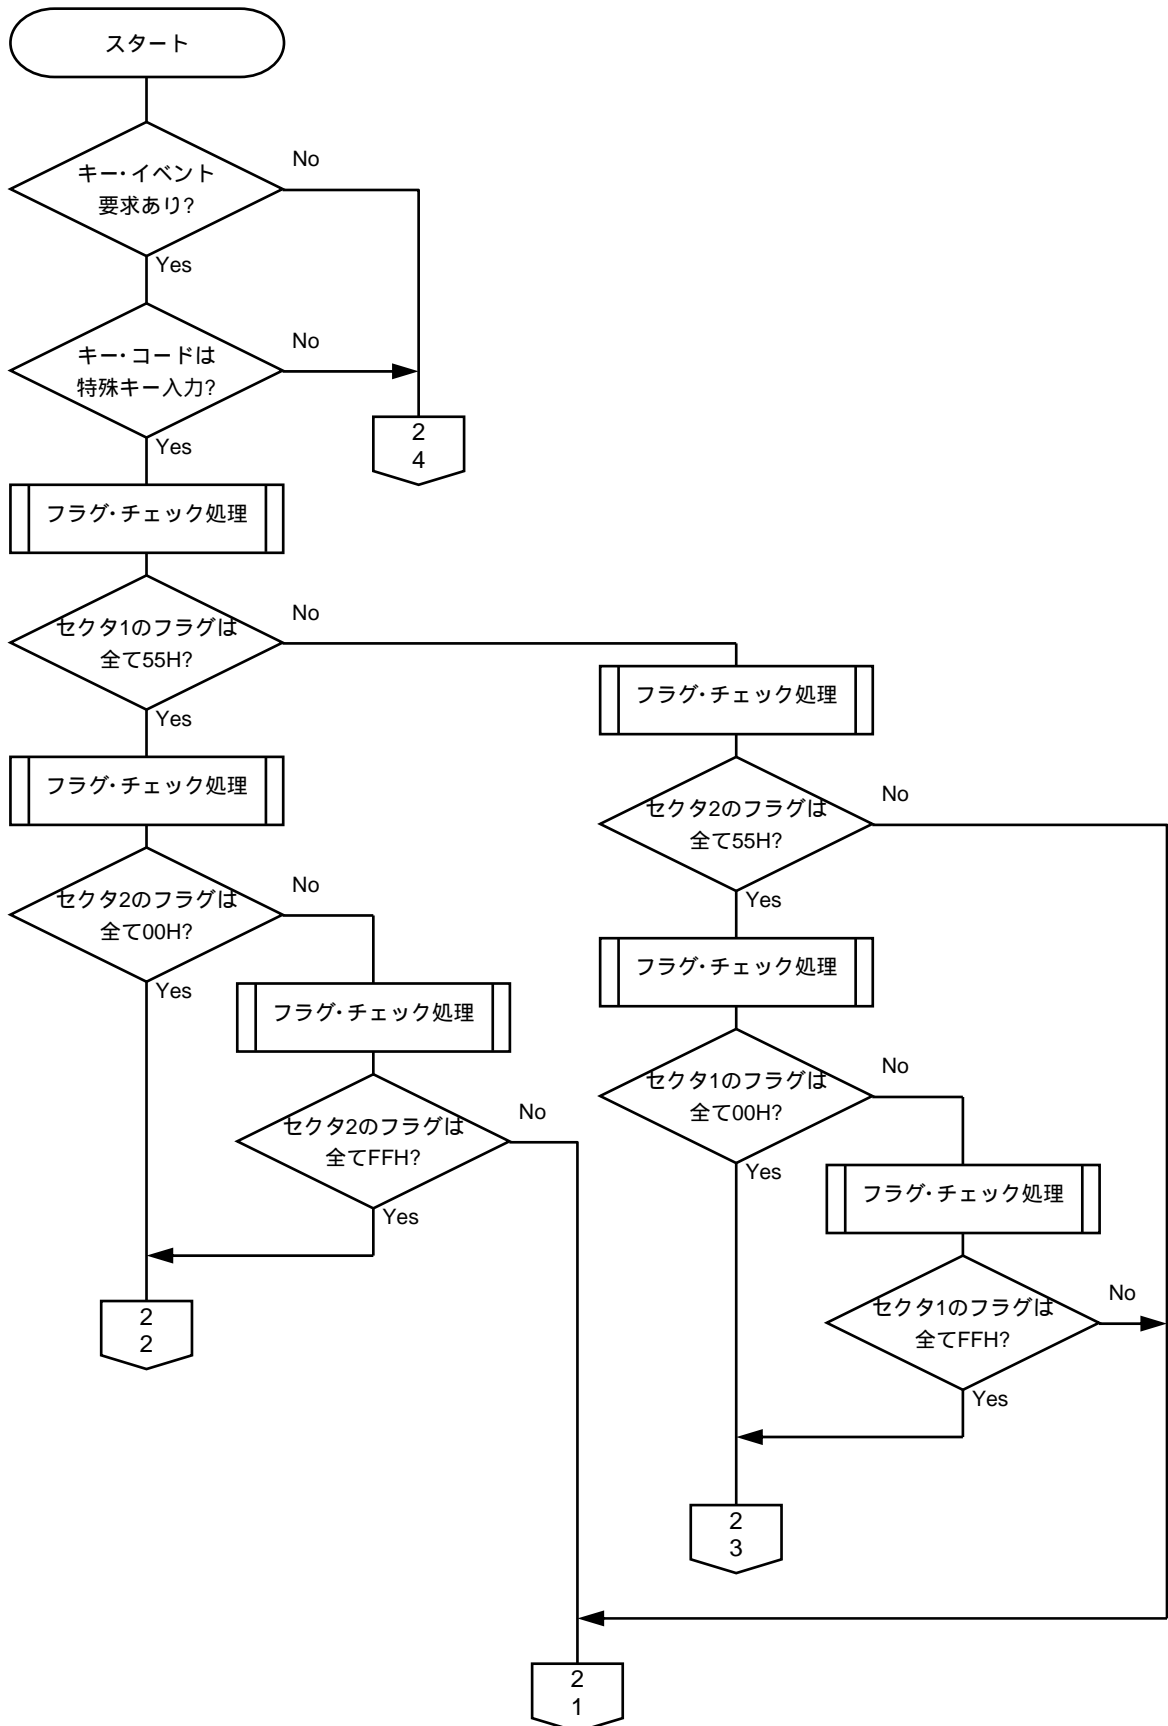 スタート
キー・イベント
要求あり?
No
Yes
キー・コードは
特殊キー入力?
No
Yes
2
4
フラグ・チェック処理
セクタ1のフラグは
全て55H?
No
Yes
フラグ・チェック処理
セクタ2のフラグは
全て00H?
No
Yes
フラグ・チェック処理
セクタ2のフラグは
全てFFH?
No
Yes
2
2
フラグ・チェック処理
セクタ2のフラグは
全て55H?
No
Yes
フラグ・チェック処理
セクタ1のフラグは
全て00H?
No
Yes
フラグ・チェック処理
セクタ1のフラグは
全てFFH?
No
Yes
2
3
2
1